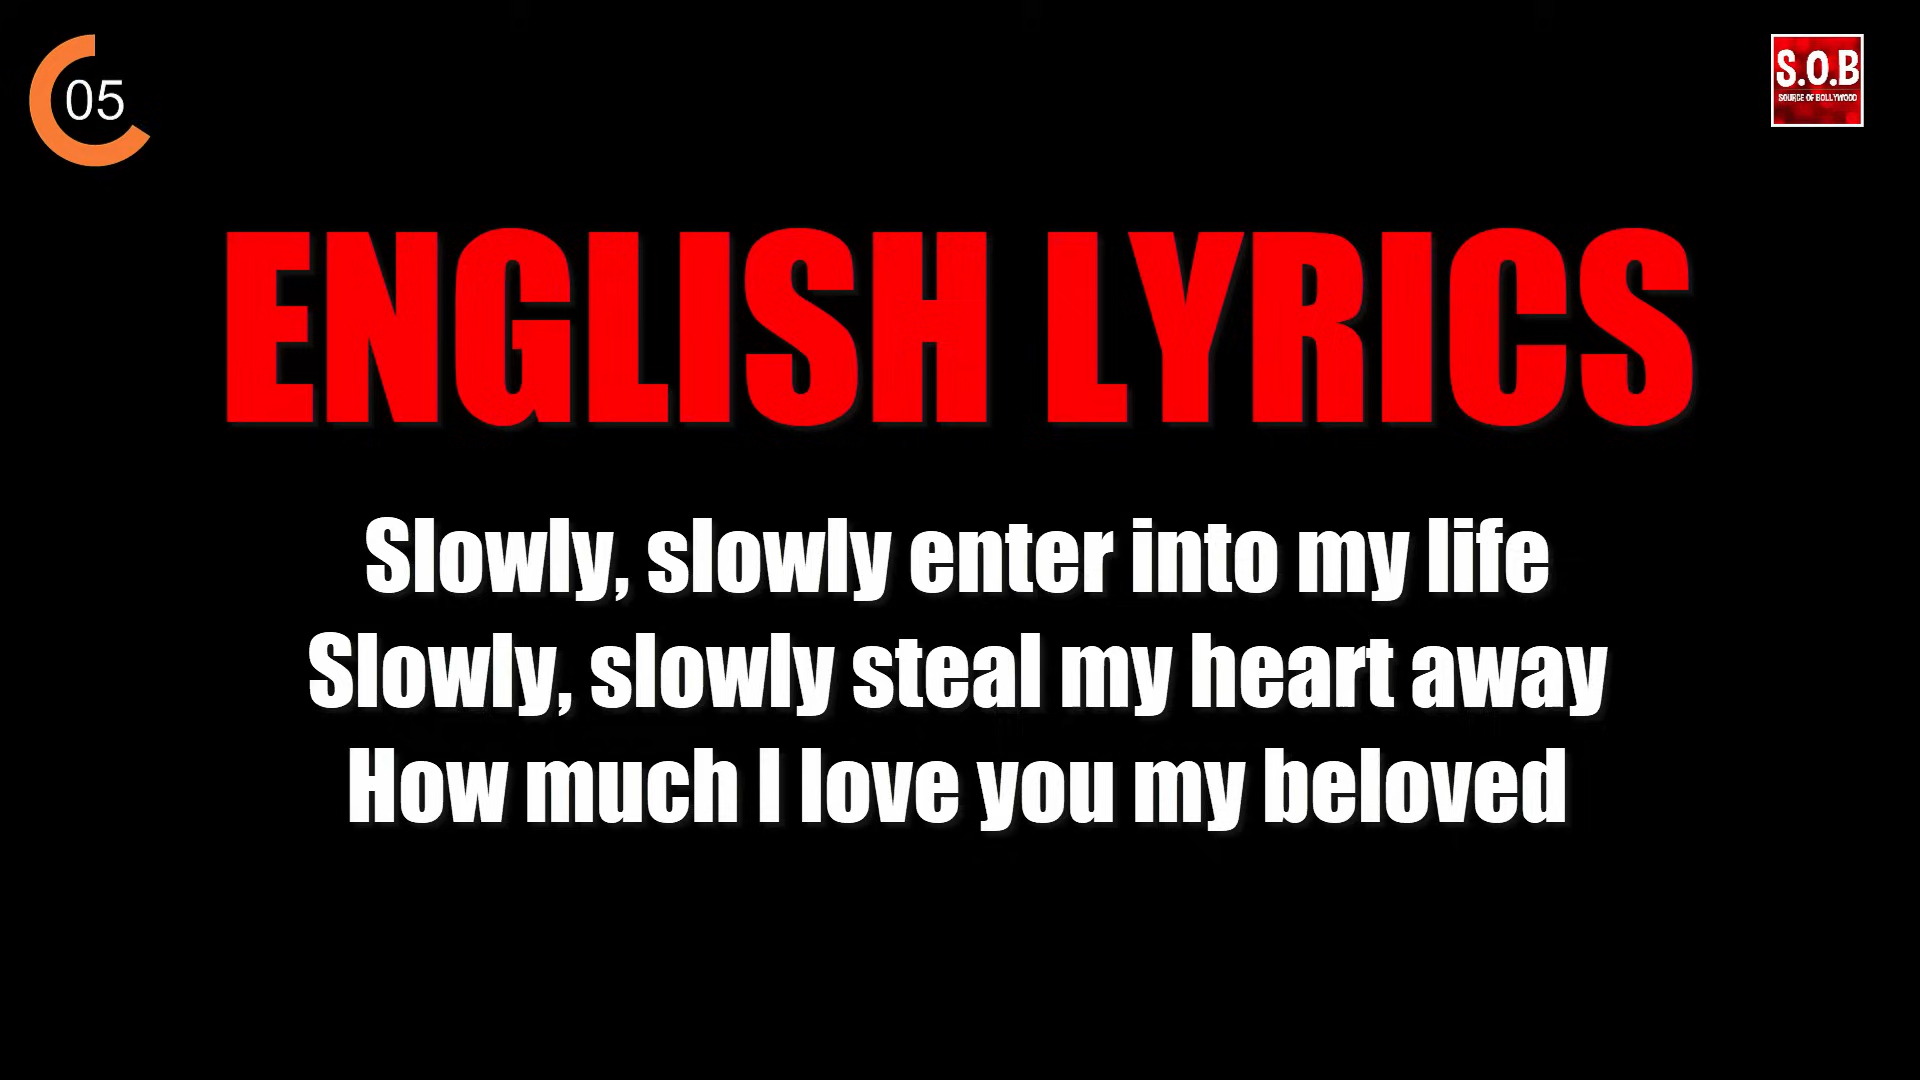 05
S.O.B
SOURCE OF BOLLYWOOD
ENGLISH LYRICS
Slowly, slowly enter into my life
Slowly, slowly steal my heart away
How much I love you my beloved